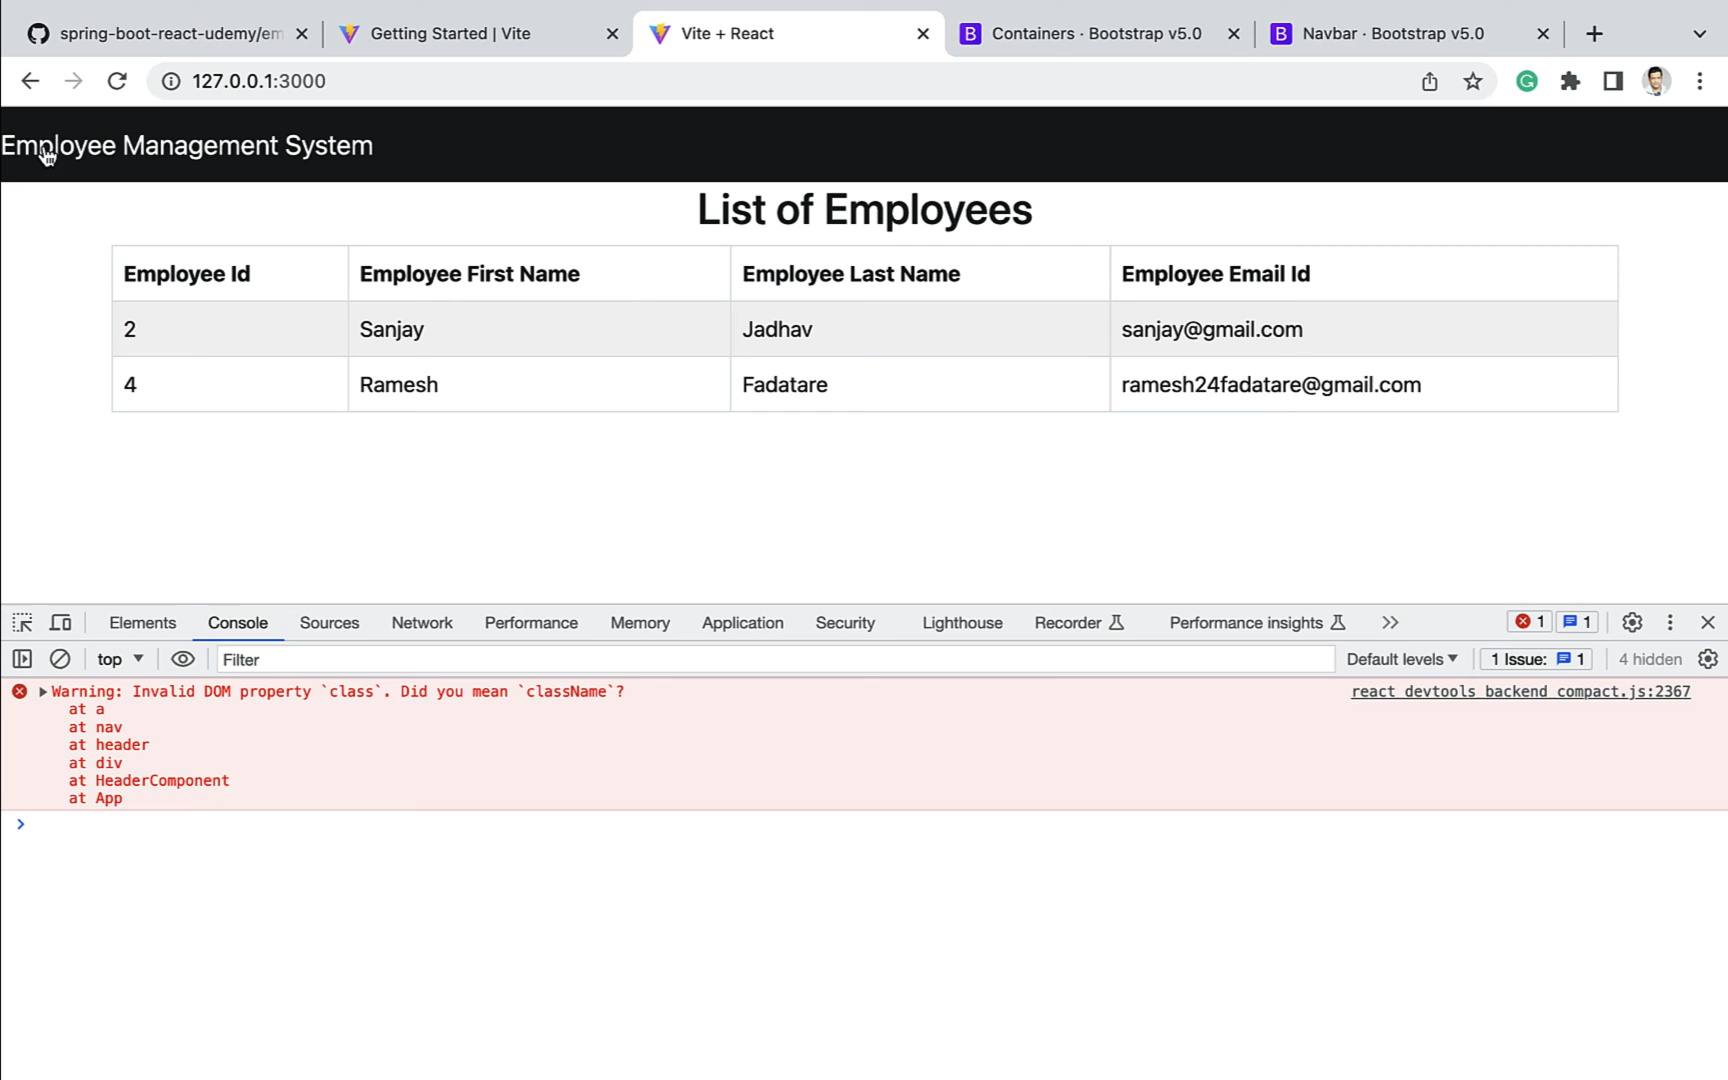 spring-boot-react-udemy/em
Getting Started | Vite
Vite + React
Containers · Bootstrap v5.0
Navbar · Bootstrap v5.0
127.0.0.1:3000
Employee Management System
List of Employees
Employee Id Employee First Name Employee Last Name Employee Email Id
2 Sanjay Jadhav sanjay@gmail.com
4 Ramesh Fadatare ramesh24fadatare@gmail.com
Elements Console Sources Network Performance Memory Application Security Lighthouse Recorder Performance insights 1 1
top Filter Default levels 1 Issue: 1 4 hidden
Warning: Invalid DOM property `class`. Did you mean `className`? react_devtools_backend_compact.js:2367
at a
at nav
at header
at div
at HeaderComponent
at App